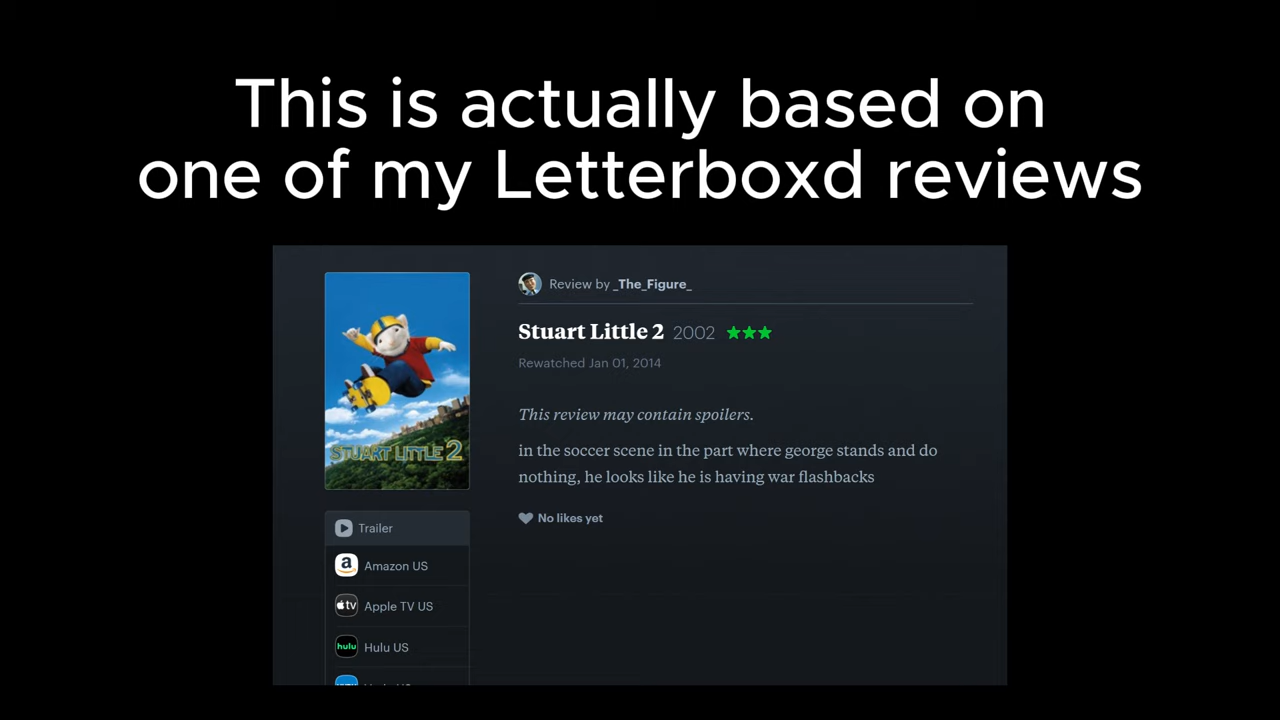 This is actually based on
one of my Letterboxd reviews
Review by _The_Figure_
Stuart Little 2 2002
Rewatched Jan 01, 2014
This review may contain spoilers.
in the soccer scene in the part where george stands and do
nothing, he looks like he is having war flashbacks
No likes yet
STUART LITTLE 2
Trailer
a Amazon US
tv Apple TV US
hulu Hulu US